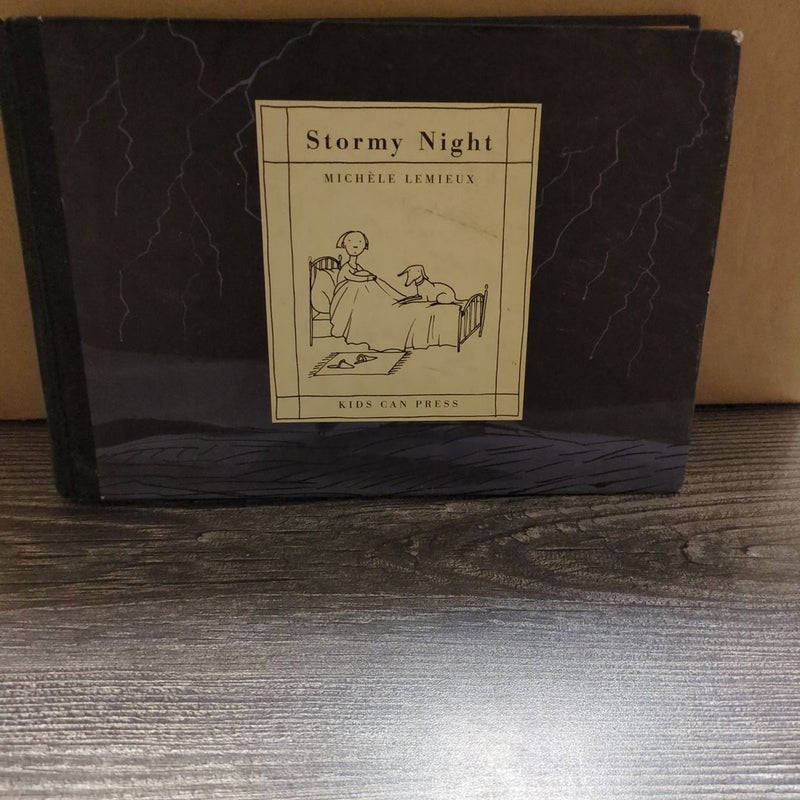 Stormy Night
MICHÈLE LEMIEUX
KIDS CAN PRESS